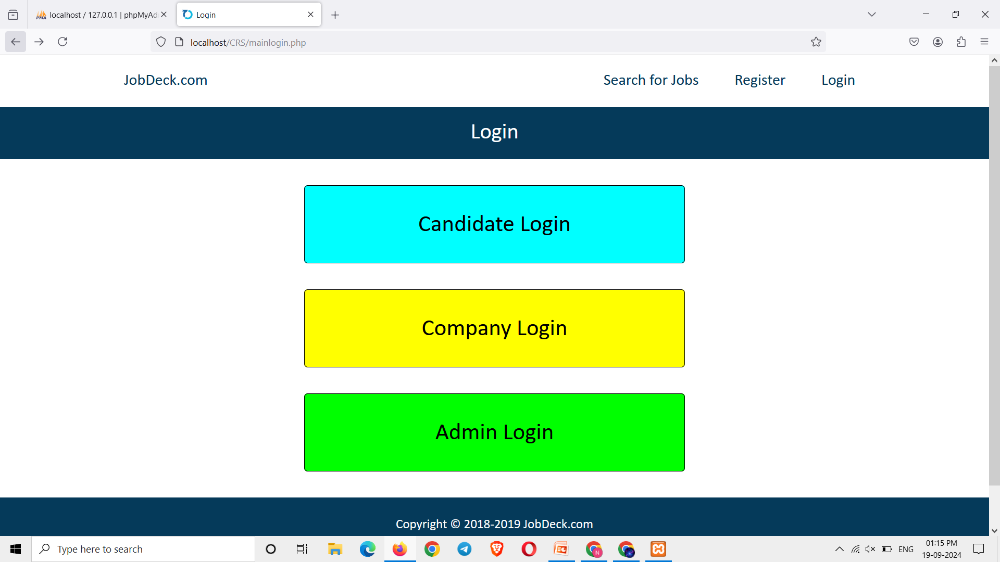 localhost / 127.0.0.1 | phpMyAd
Login
localhost/CRS/mainlogin.php
JobDeck.com
Search for Jobs
Register
Login
Login
Candidate Login
Company Login
Admin Login
Copyright © 2018-2019 JobDeck.com
Type here to search
ENG
01:15 PM
19-09-2024